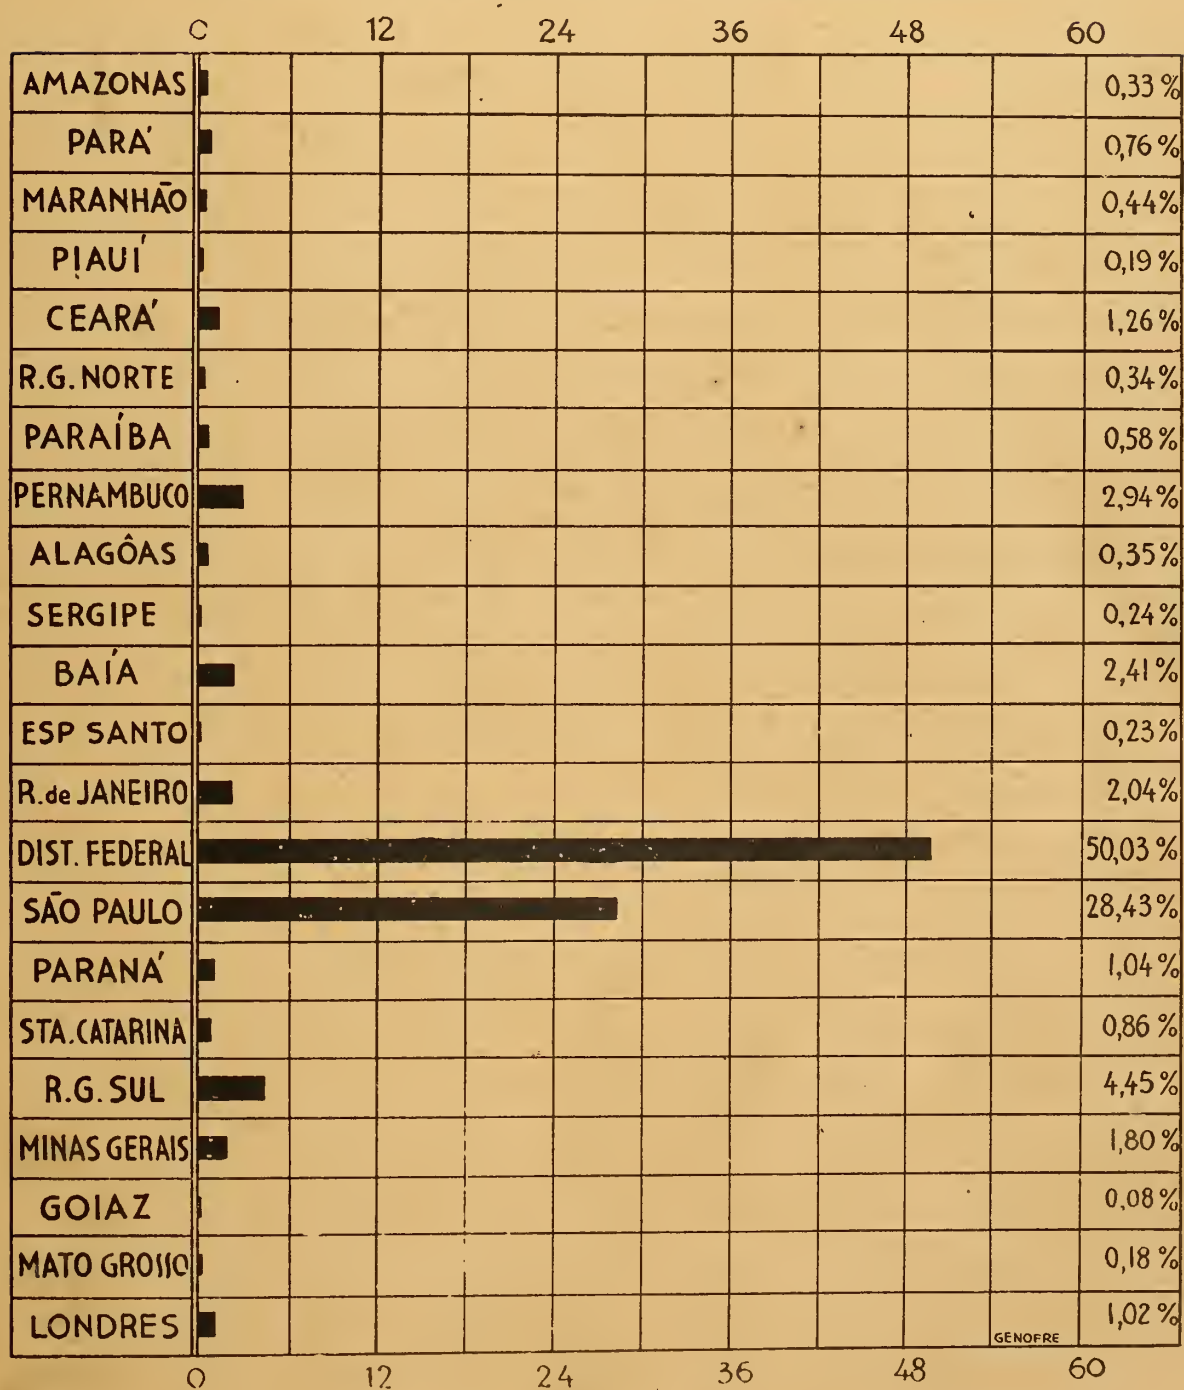 0 12 24 36 48 60
AMAZONAS 0,33 %
PARÁ 0,76 %
MARANHÃO 0,44%
PIAUÍ 0,19 %
CEARÁ 1,26 %
R.G. NORTE 0,34 %
PARAÍBA 0,58 %
PERNAMBUCO 2,94%
ALAGÔAS 0,35%
SERGIPE 0,24 %
BAÍA 2,41 %
ESP SANTO 0,23%
R. de JANEIRO 2,04%
DIST. FEDERAL 50,03 %
SÃO PAULO 28,43%
PARANÁ 1,04 %
STA. CATARINA 0,86 %
R.G. SUL 4,45 %
MINAS GERAIS 1,80 %
GOIAZ 0,08 %
MATO GROSSO 0,18 %
LONDRES 1,02 %
GENOFRE
0 12 24 36 48 60